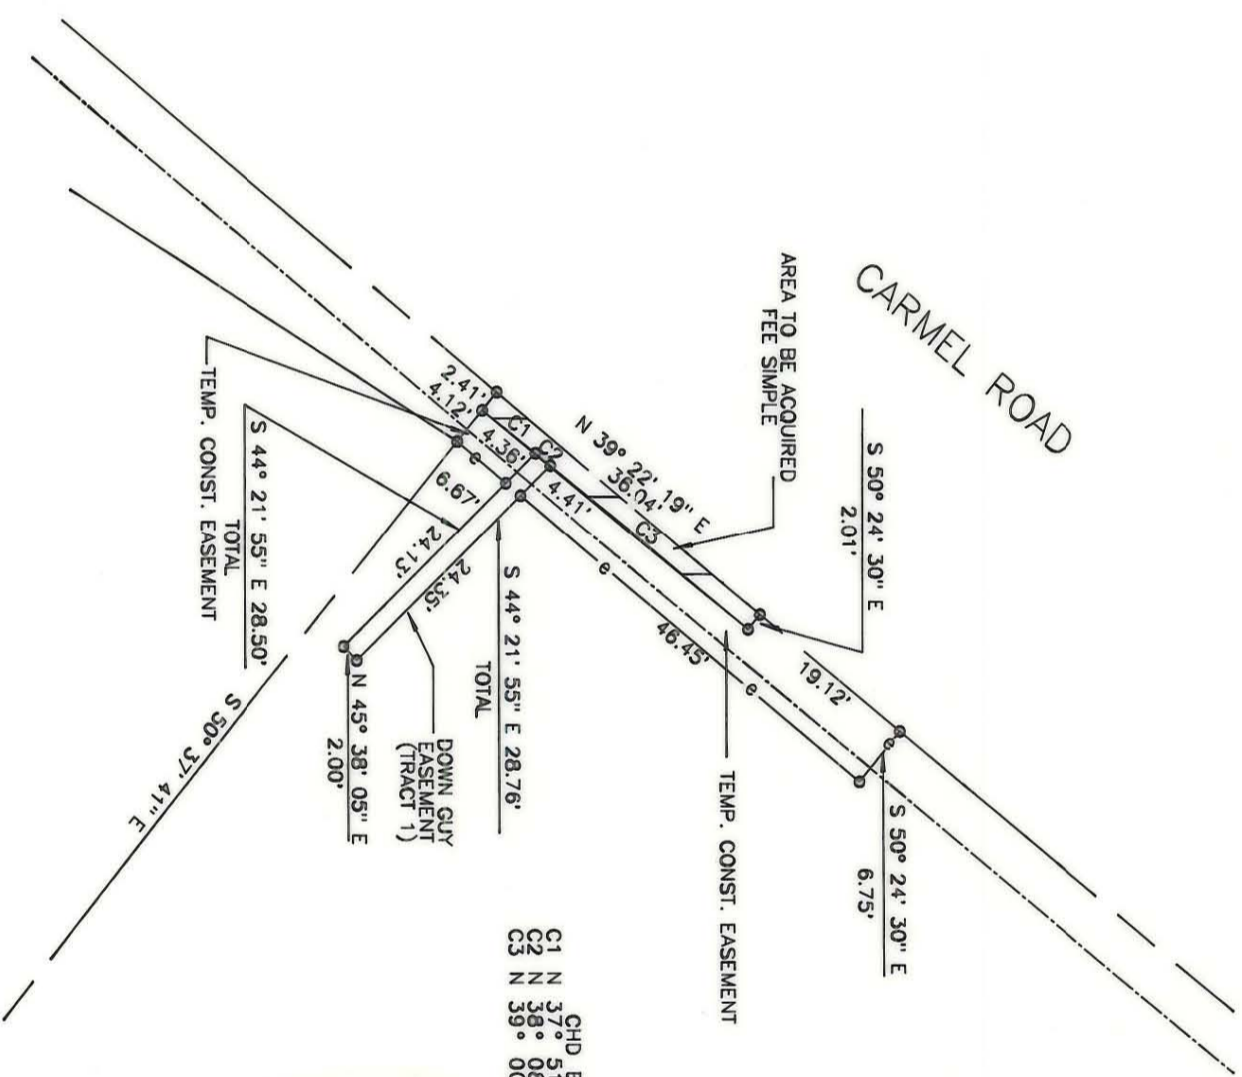 CARMEL ROAD
AREA TO BE ACQUIRED
FEE SIMPLE
S 50° 24' 30" E
2.01'
N 39° 22' 19" E
36.04'
2.41'
4.12'
C1
C2
C3
4.36'
4.41'
e
e
e
e
6.67'
24.13'
24.35'
46.45'
19.12'
S 50° 24' 30" E
6.75'
TEMP. CONST. EASEMENT
S 44° 21' 55" E 28.76'
TOTAL
DOWN GUY
EASEMENT
(TRACT 1)
N 45° 38' 05" E
2.00'
S 44° 21' 55" E 28.50'
TOTAL
TEMP. CONST. EASEMENT
S 50° 37' 41" E
CHD
C1 N 37°
C2 N 38°
C3 N 39°